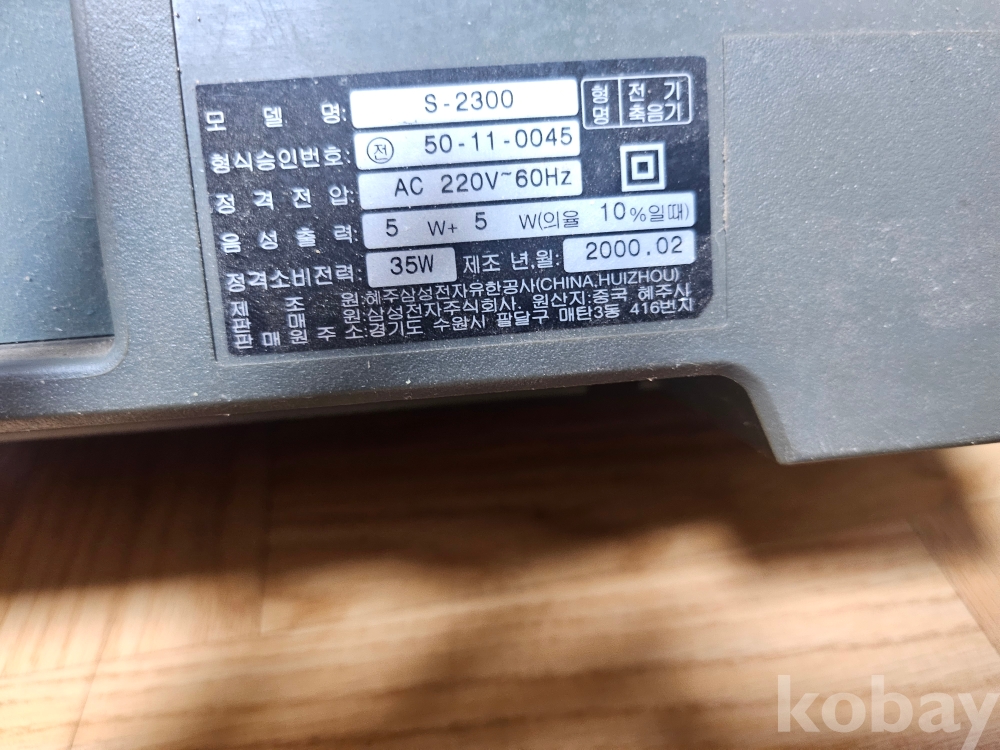 모 델 명: S-2300 형명 전·기 축음기
형식승인번호: 전 50-11-0045
정 격 전 압: AC 220V~60Hz
음 성 출 력: 5 W+ 5 W(의율 10%일때)
정격소비전력: 35W 제조 년.월: 2000.02
제 조 원:혜주삼성전자유한공사(CHINA,HUIZHOU)
판 매 원:삼성전자주식회사. 원산지:중국 혜주사
판 매 원 주 소:경기도 수원시 팔달구 매탄3동 416번지
kobay